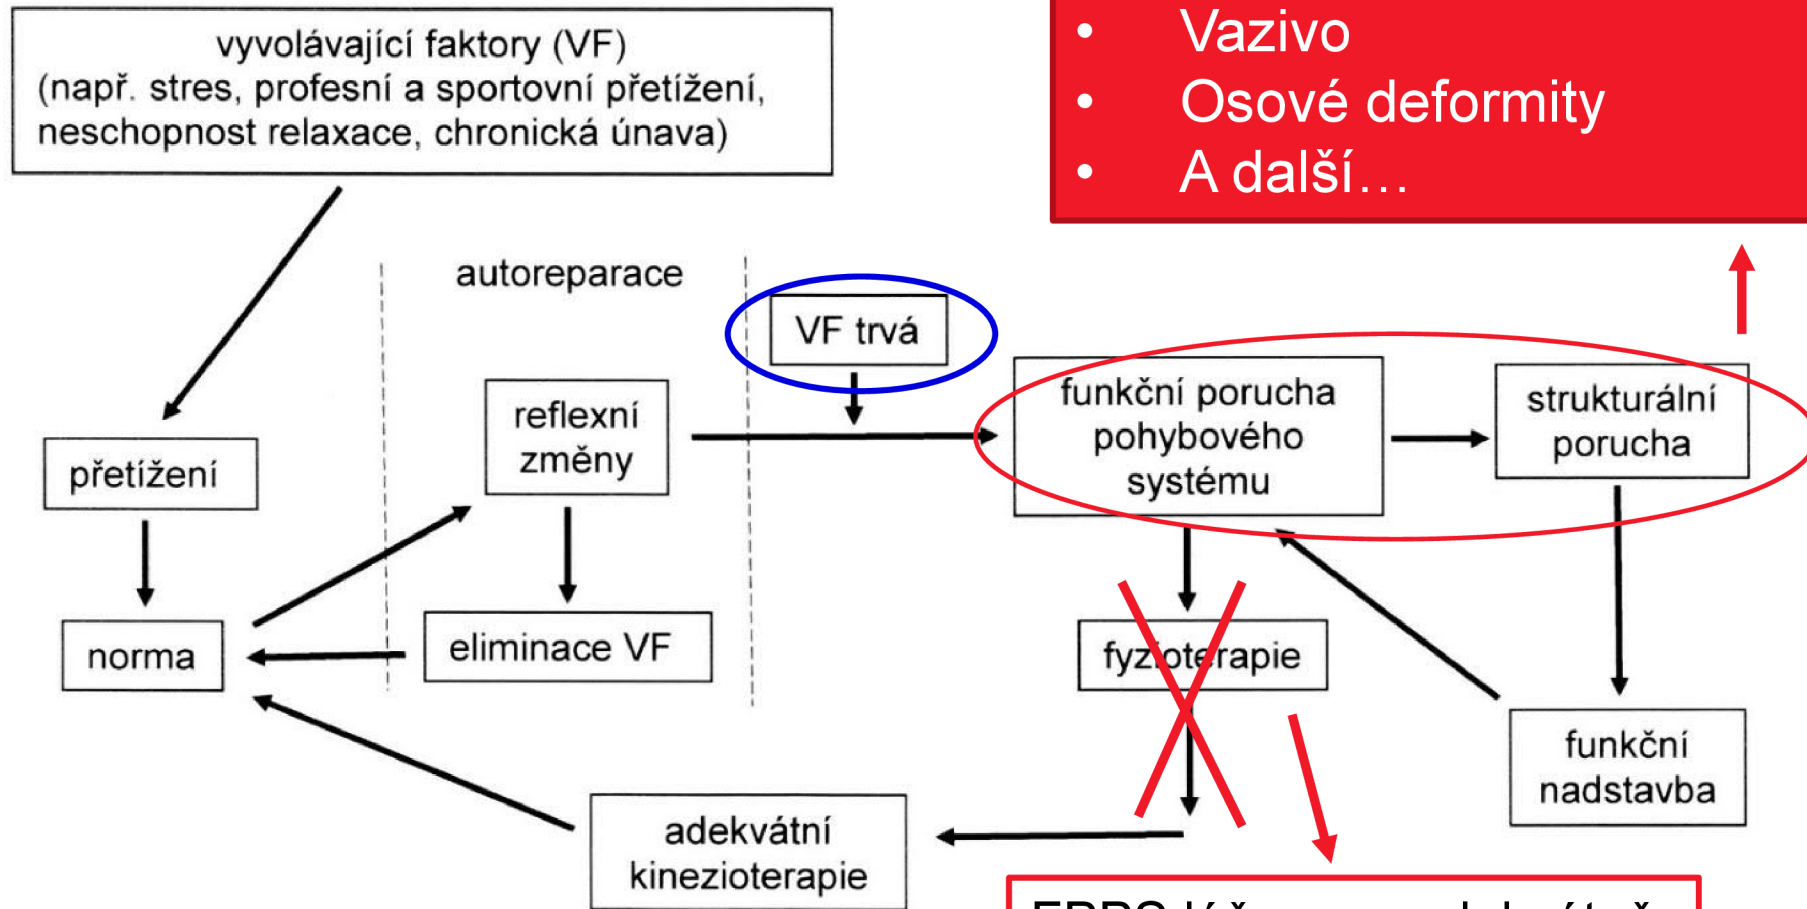 vyvolávající faktory (VF)
(např. stres, profesní a sportovní přetížení,
neschopnost relaxace, chronická únava)
• Vazivo
• Osové deformity
• A další…
autoreparace
VF trvá
reflexní
změny
funkční porucha
pohybového
systému
strukturální
porucha
přetížení
norma
eliminace VF
fyzioterapie
funkční
nadstavba
adekvátní
kinezioterapie